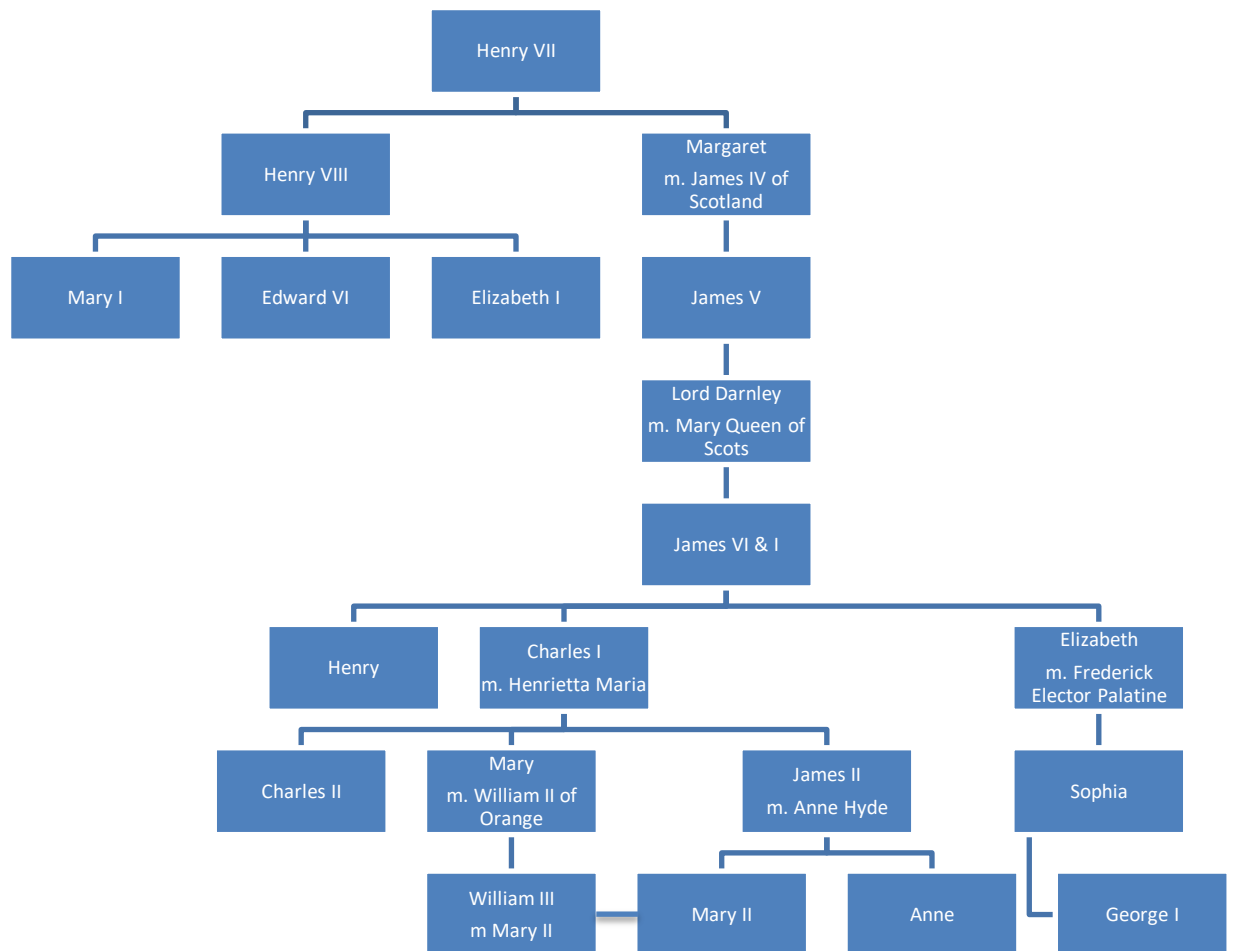 Henry VII
Henry VIII
Margaret
m. James IV of
Scotland
Mary I
Edward VI
Elizabeth I
James V
Lord Darnley
m. Mary Queen of
Scots
James VI & I
Henry
Charles I
m. Henrietta Maria
Elizabeth
m. Frederick
Elector Palatine
Charles II
Mary
m. William II of
Orange
James II
m. Anne Hyde
Sophia
William III
m Mary II
Mary II
Anne
George I